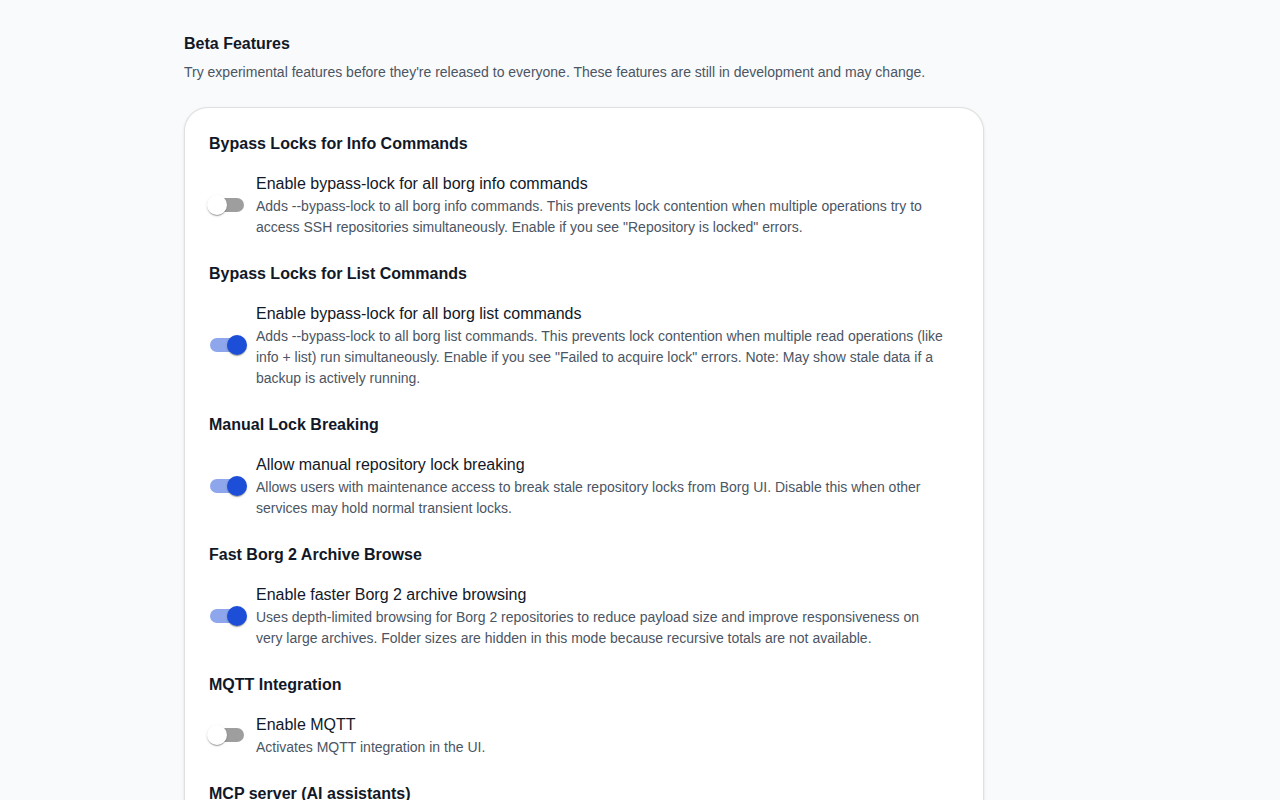 Beta Features
Try experimental features before they're released to everyone. These features are still in development and may change.
Bypass Locks for Info Commands
Enable bypass-lock for all borg info commands
Adds --bypass-lock to all borg info commands. This prevents lock contention when multiple operations try to
access SSH repositories simultaneously. Enable if you see "Repository is locked" errors.
Bypass Locks for List Commands
Enable bypass-lock for all borg list commands
Adds --bypass-lock to all borg list commands. This prevents lock contention when multiple read operations (like
info + list) run simultaneously. Enable if you see "Failed to acquire lock" errors. Note: May show stale data if a
backup is actively running.
Manual Lock Breaking
Allow manual repository lock breaking
Allows users with maintenance access to break stale repository locks from Borg UI. Disable this when other
services may hold normal transient locks.
Fast Borg 2 Archive Browse
Enable faster Borg 2 archive browsing
Uses depth-limited browsing for Borg 2 repositories to reduce payload size and improve responsiveness on
very large archives. Folder sizes are hidden in this mode because recursive totals are not available.
MQTT Integration
Enable MQTT
Activates MQTT integration in the UI.
MCP server (AI assistants)